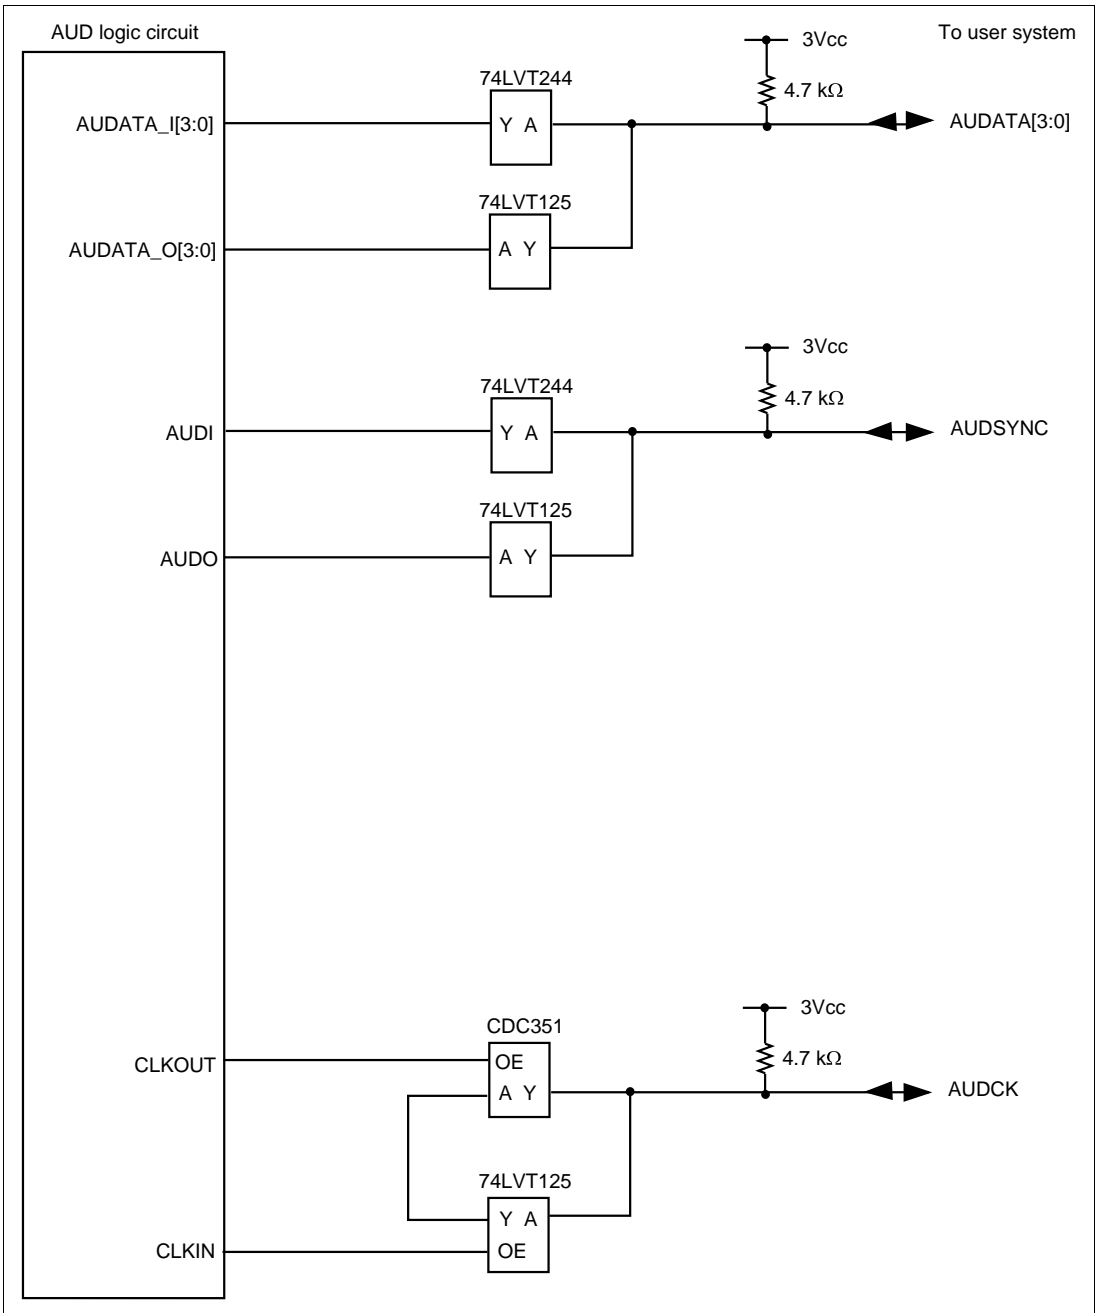 AUD logic circuit
To user system
3Vcc
4.7 kΩ
74LVT244
AUDATA_I[3:0]
Y A
AUDATA[3:0]
74LVT125
AUDATA_O[3:0]
A Y
3Vcc
4.7 kΩ
74LVT244
AUDI
Y A
AUDSYNC
74LVT125
AUDO
A Y
3Vcc
4.7 kΩ
CDC351
CLKOUT
OE
A Y
AUDCK
74LVT125
Y A
CLKIN
OE